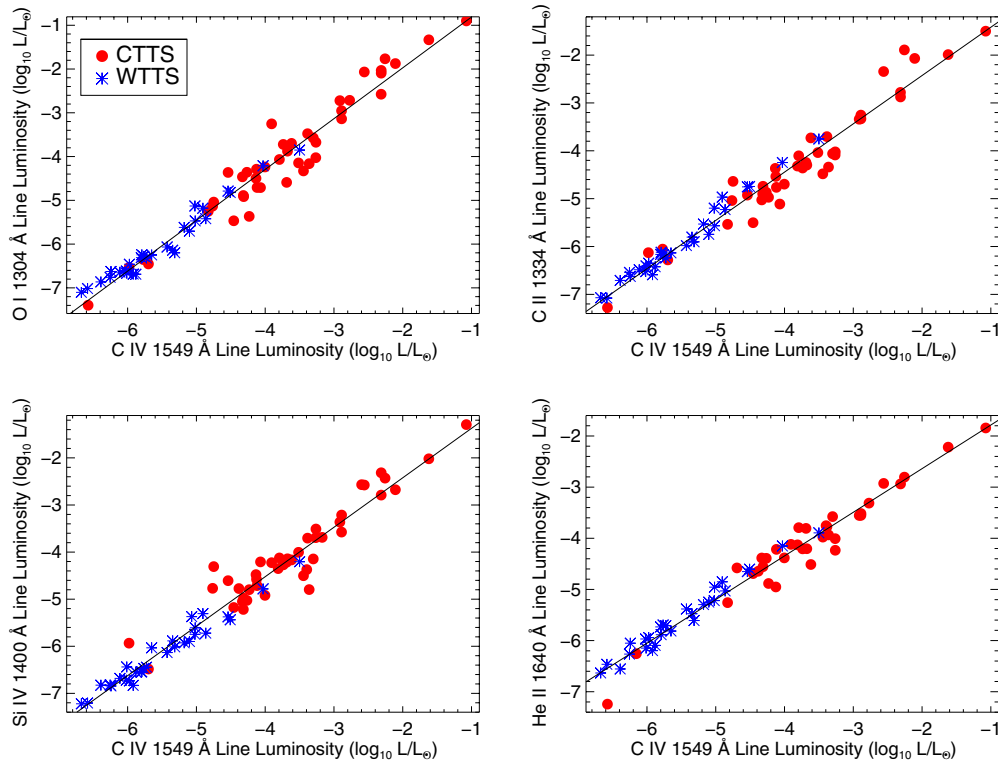 O I 1304 Å Line Luminosity (log₁₀ L/L☉)
-1
-2
-3
-4
-5
-6
-7
CTTS
WTTS
-6 -5 -4 -3 -2 -1
C IV 1549 Å Line Luminosity (log₁₀ L/L☉)
C II 1334 Å Line Luminosity (log₁₀ L/L☉)
-2
-3
-4
-5
-6
-7
-6 -5 -4 -3 -2 -1
C IV 1549 Å Line Luminosity (log₁₀ L/L☉)
Si IV 1400 Å Line Luminosity (log₁₀ L/L☉)
-2
-3
-4
-5
-6
-7
-6 -5 -4 -3 -2 -1
C IV 1549 Å Line Luminosity (log₁₀ L/L☉)
He II 1640 Å Line Luminosity (log₁₀ L/L☉)
-2
-3
-4
-5
-6
-7
-6 -5 -4 -3 -2 -1
C IV 1549 Å Line Luminosity (log₁₀ L/L☉)